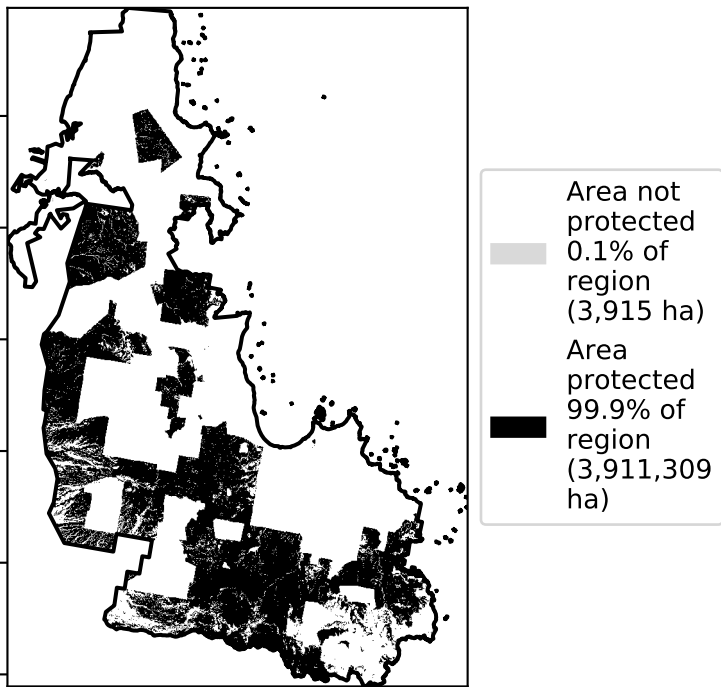 Area not
protected
0.1% of
region
(3,915 ha)
Area
protected
99.9% of
region
(3,911,309
ha)